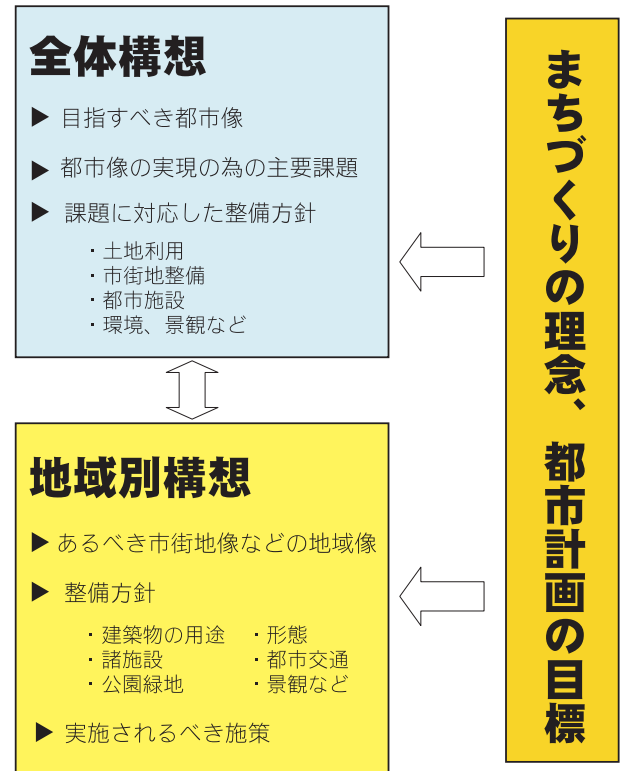 全体構想
▶ 目指すべき都市像
▶ 都市像の実現の為の主要課題
▶ 課題に対応した整備方針
・土地利用
・市街地整備
・都市施設
・環境、景観など
地域別構想
▶ あるべき市街地像などの地域像
▶ 整備方針
・建築物の用途 ・形態
・諸施設 ・都市交通
・公園緑地 ・景観など
▶ 実施されるべき施策
まちづくりの理念、都市計画の目標